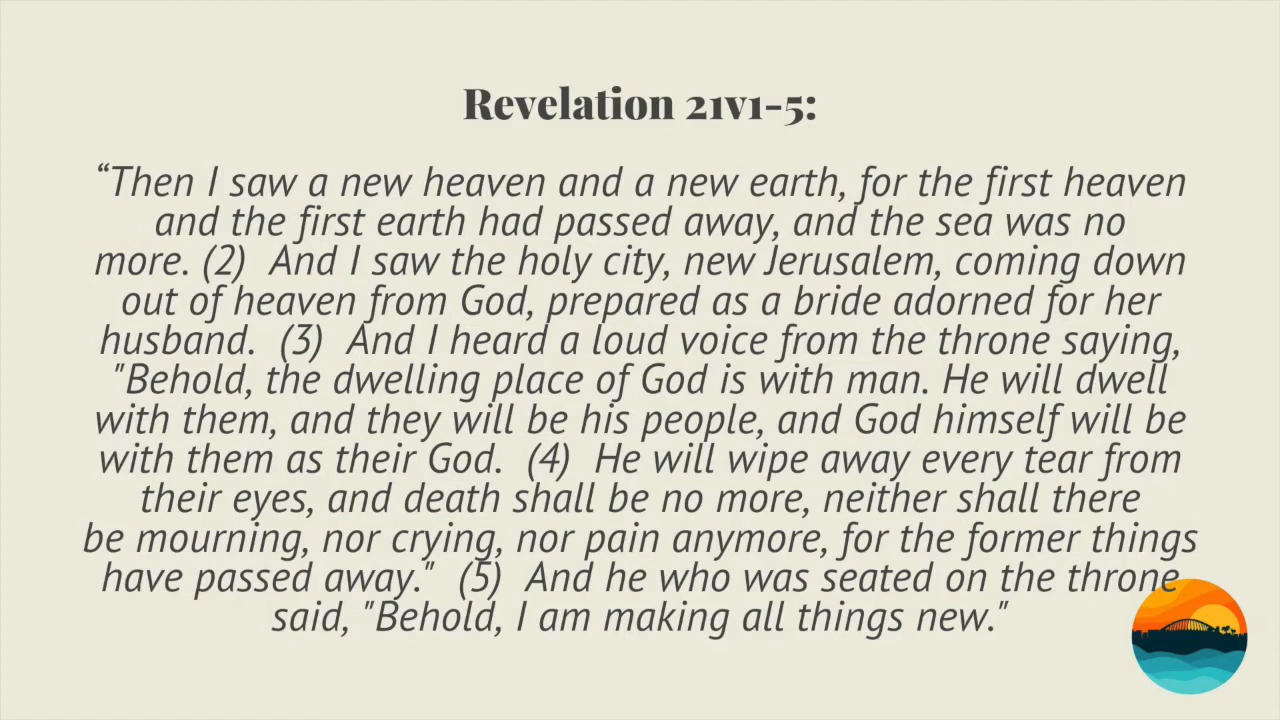 Revelation 21v1-5:
“Then I saw a new heaven and a new earth, for the first heaven
and the first earth had passed away, and the sea was no
more. (2)  And I saw the holy city, new Jerusalem, coming down
out of heaven from God, prepared as a bride adorned for her
husband.  (3)  And I heard a loud voice from the throne saying,
"Behold, the dwelling place of God is with man. He will dwell
with them, and they will be his people, and God himself will be
with them as their God.  (4)  He will wipe away every tear from
their eyes, and death shall be no more, neither shall there
be mourning, nor crying, nor pain anymore, for the former things
have passed away."  (5)  And he who was seated on the throne
said, "Behold, I am making all things new."